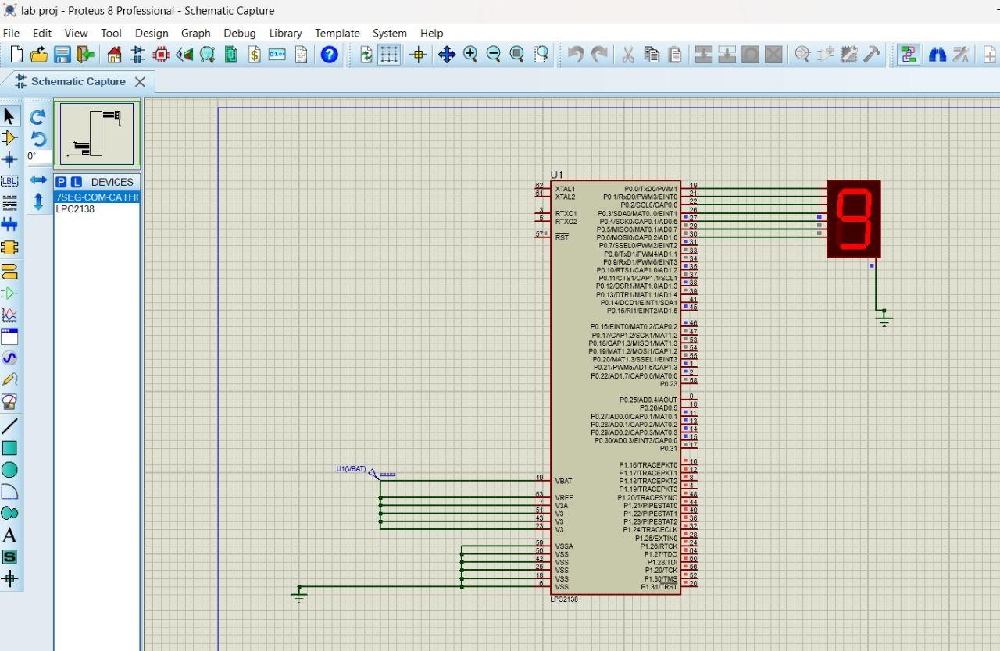 lab proj - Proteus 8 Professional - Schematic Capture
File Edit View Tool Design Graph Debug Library Template System Help
Schematic Capture
0°
LBL
P L DEVICES
7SEG-COM-CATH
LPC2138
A
S
U1
62 XTAL1
61 XTAL2
3 RTXC1
5 RTXC2
57 RST
P0.0/TxD0/PWM1 19
P0.1/RxD0/PWM3/EINT0 21
P0.2/SCL0/CAP0.0 22
P0.3/SDA0/MAT0..0/EINT1 26
P0.4/SCK0/CAP0.1/AD0.6 27
P0.5/MISO0/MAT0.1/AD0.7 29
P0.6/MOSI0/CAP0.2/AD1.0 30
P0.7/SSEL0/PWM2/EINT2 31
P0.8/TxD1/PWM4/AD1.1 33
P0.9/RxD1/PWM6/EINT3 34
P0.10/RTS1/CAP1.0/AD1.2 35
P0.11/CTS1/CAP1.1/SCL1 37
P0.12/DSR1/MAT1.0/AD1.3 38
P0.13/DTR1/MAT1.1/AD1.4 39
P0.14/DCD1/EINT1/SDA1 41
P0.15/RI1/EINT2/AD1.5 45
P0.16/EINT0/MAT0.2/CAP0.2 46
P0.17/CAP1.2/SCK1/MAT1.2 47
P0.18/CAP1.3/MISO1/MAT1.3 53
P0.19/MAT1.2/MOSI1/CAP1.2 54
P0.20/MAT1.3/SSEL1/EINT3 55
P0.21/PWM5/AD1.6/CAP1.3 1
P0.22/AD1.7/CAP0.0/MAT0.0 2
P0.23 58
P0.25/AD0.4/AOUT 9
P0.26/AD0.5 10
P0.27/AD0.0/CAP0.1/MAT0.1 11
P0.28/AD0.1/CAP0.2/MAT0.2 13
P0.29/AD0.2/CAP0.3/MAT0.3 14
P0.30/AD0.3/EINT3/CAP0.0 15
P0.31 17
P1.16/TRACEPKT0 16
P1.17/TRACEPKT1 12
P1.18/TRACEPKT2 8
P1.19/TRACEPKT3 4
P1.20/TRACESYNC 48
P1.21/PIPESTAT0 44
P1.22/PIPESTAT1 40
P1.23/PIPESTAT2 36
P1.24/TRACECLK 32
P1.25/EXTIN0 28
P1.26/RTCK 24
P1.27/TDO 64
P1.28/TDI 60
P1.29/TCK 56
P1.30/TMS 52
P1.31/TRST 20
U1(VBAT)
49 VBAT
63 VREF
7 V3A
51 V3
43 V3
23 V3
59 VSSA
50 VSS
42 VSS
25 VSS
18 VSS
6 VSS
LPC2138
9